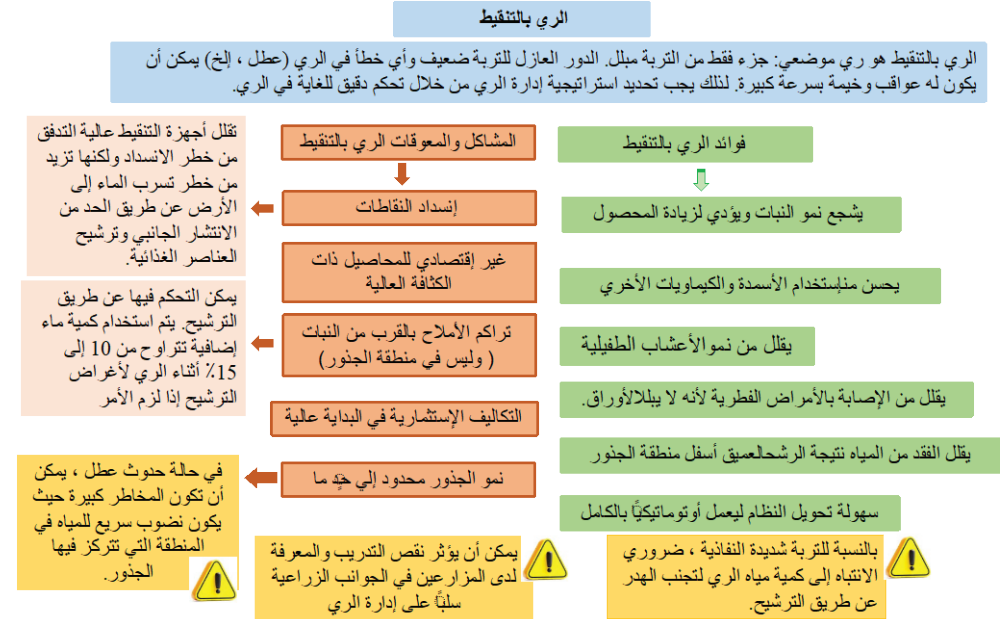 الري بالتنقيط
الري بالتنقيط هو ري موضعي: جزء فقط من التربة مبلل. الدور العازل للتربة ضعيف وأي خطأ في الري (عطل ، إلخ) يمكن أن
يكون له عواقب وخيمة بسرعة كبيرة. لذلك يجب تحديد استراتيجية إدارة الري من خلال تحكم دقيق للغاية في الري.
فوائد الري بالتنقيط
يشجع نمو النبات ويؤدي لزيادة المحصول
يحسن منإستخدام الأسمدة والكيماويات الأخري
يقلل من نموالأعشاب الطفيلية
يقلل من الإصابة بالأمراض الفطرية لأنه لا يبللالأوراق.
يقلل الفقد من المياه نتيجة الرشحالعميق أسفل منطقة الجذور
سهولة تحويل النظام ليعمل أوتوماتيكيًّا بالكامل
بالنسبة للتربة شديدة النفاذية ، ضروري
الانتباه إلى كمية مياه الري لتجنب الهدر
عن طريق الترشيح.
المشاكل والمعوقات الري بالتنقيط
إنسداد النقاطات
غير إقتصادي للمحاصيل ذات
الكثافة العالية
تراكم الأملاح بالقرب من النبات
( وليس في منطقة الجذور)
التكاليف الإستثمارية في البداية عالية
نمو الجذور محدود إلي حدٍ ما
يمكن أن يؤثر نقص التدريب والمعرفة
لدى المزارعين في الجوانب الزراعية
سلبًا على إدارة الري
تقلل أجهزة التنقيط عالية التدفق
من خطر الانسداد ولكنها تزيد
من خطر تسرب الماء إلى
الأرض عن طريق الحد من
الانتشار الجانبي وترشيح
العناصر الغذائية.
يمكن التحكم فيها عن طريق
الترشيح. يتم استخدام كمية ماء
إضافية تتراوح من 10 إلى
15٪ أثناء الري لأغراض
الترشيح إذا لزم الأمر
في حالة حدوث عطل ، يمكن
أن تكون المخاطر كبيرة حيث
يكون نضوب سريع للمياه في
المنطقة التي تتركز فيها
الجذور.